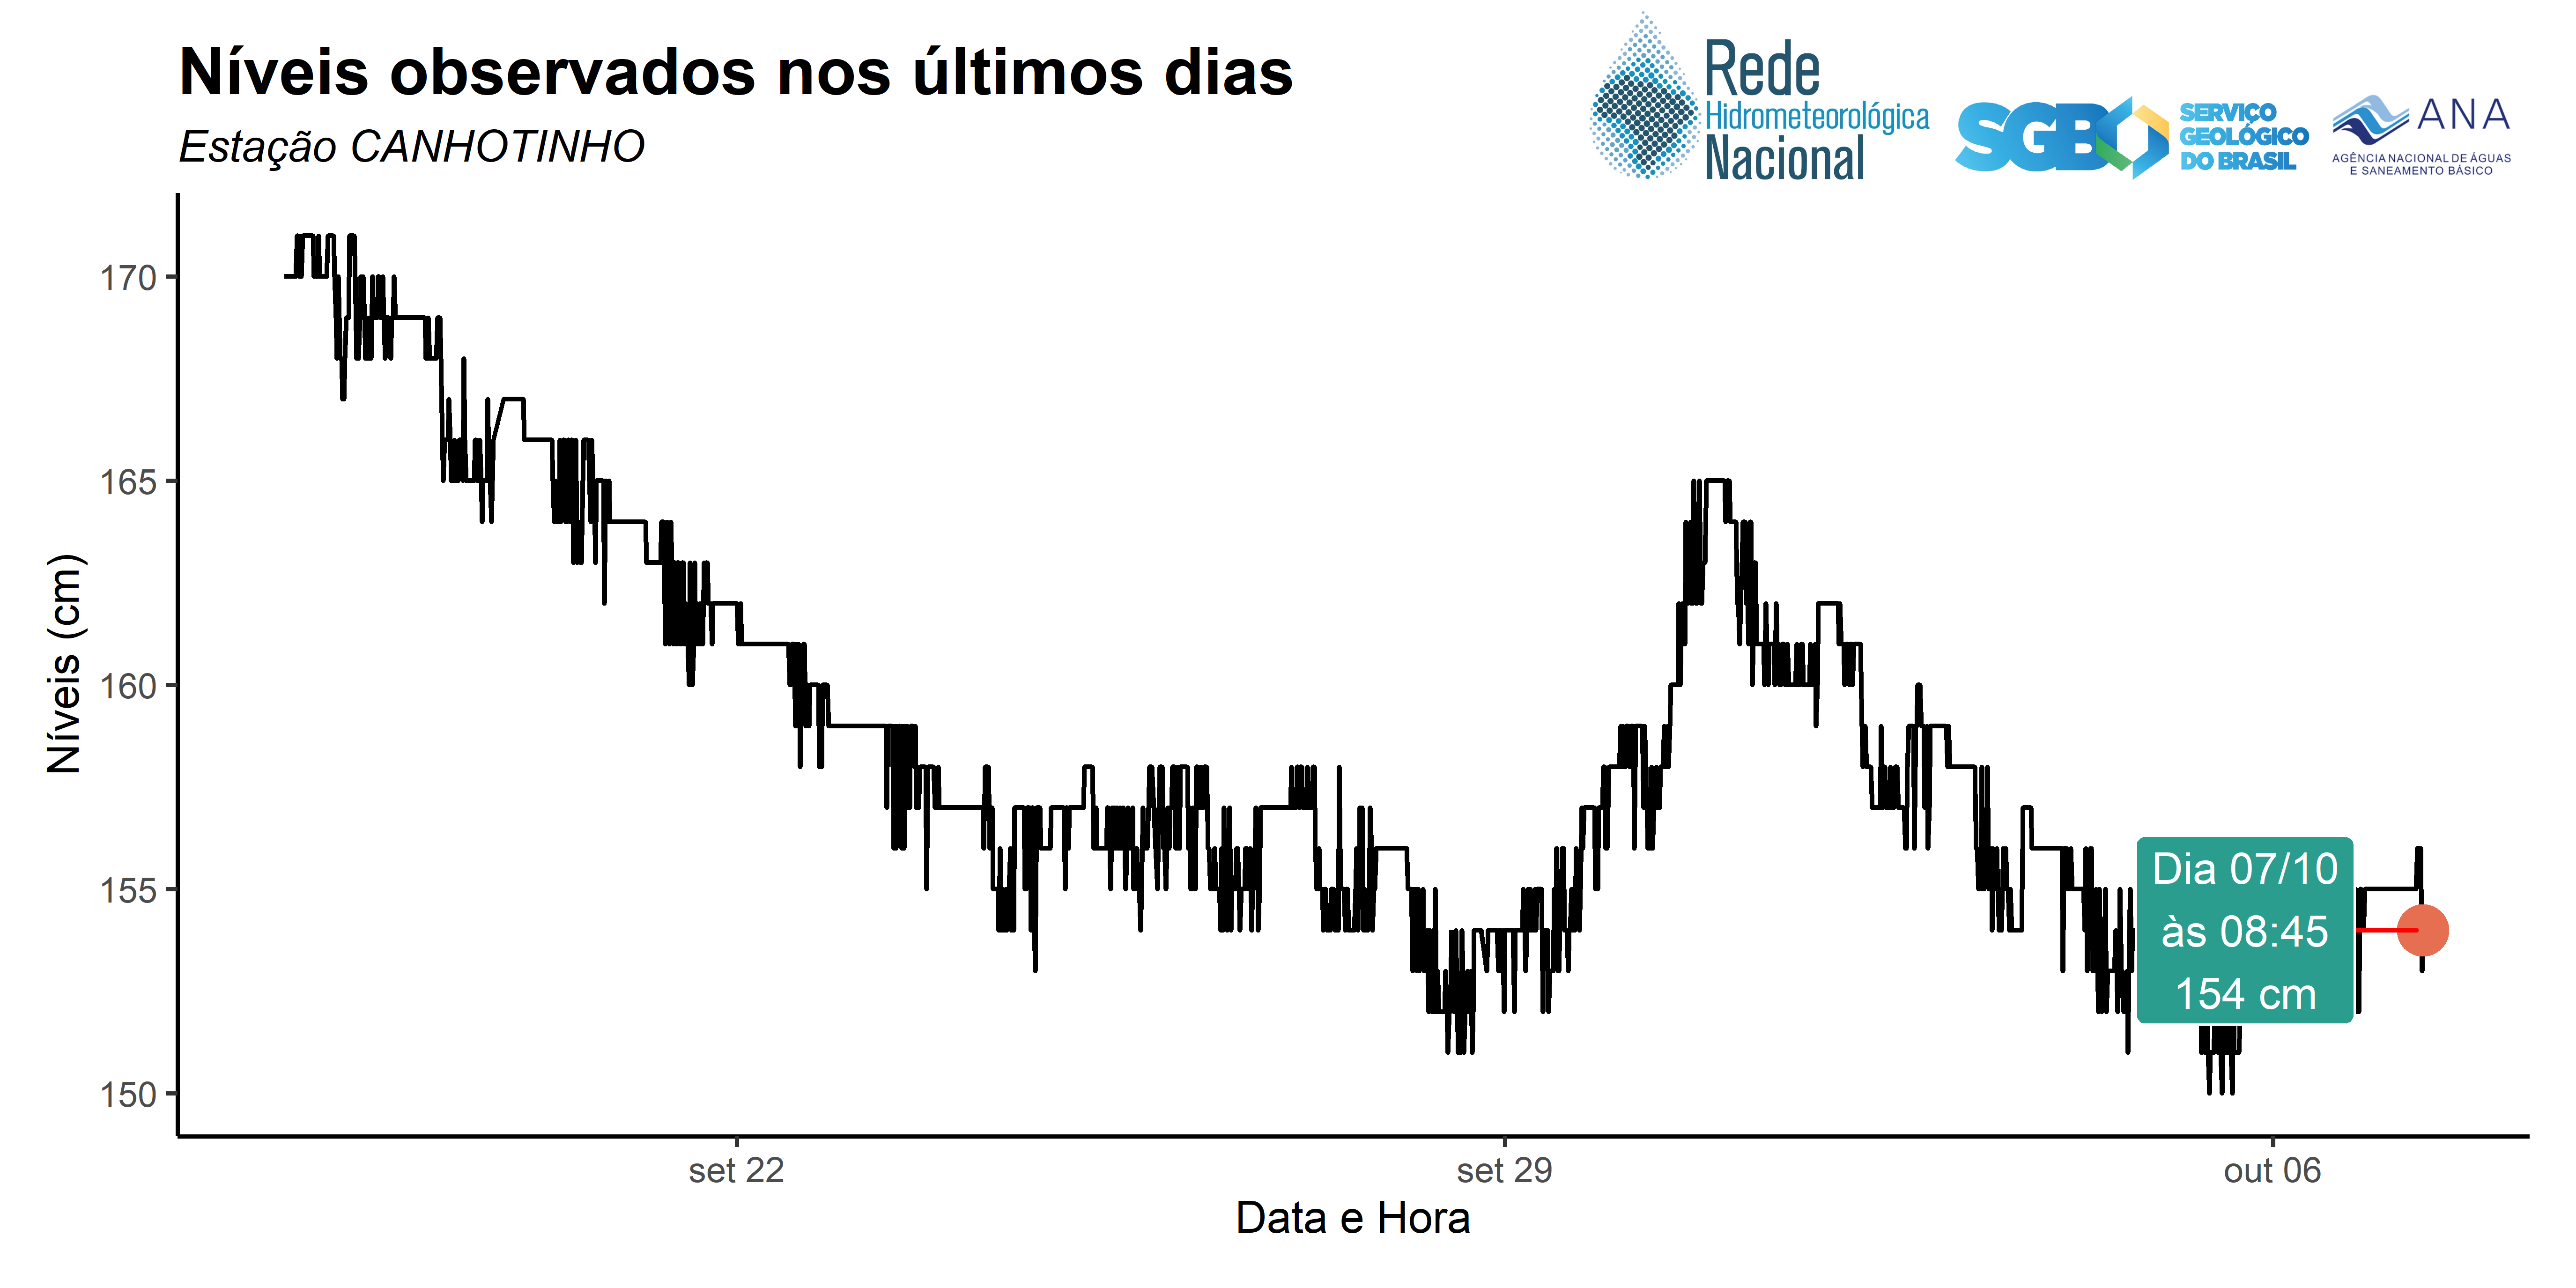 Níveis observados nos últimos dias
Estação CANHOTINHO
Rede
Hidrometeorológica
Nacional
SGB
SERVIÇO
GEOLÓGICO
DO BRASIL
ANA
AGÊNCIA NACIONAL DE ÁGUAS
E SANEAMENTO BÁSICO
Níveis (cm)
170
165
160
155
150
Dia 07/10
às 08:45
154 cm
set 22
set 29
out 06
Data e Hora